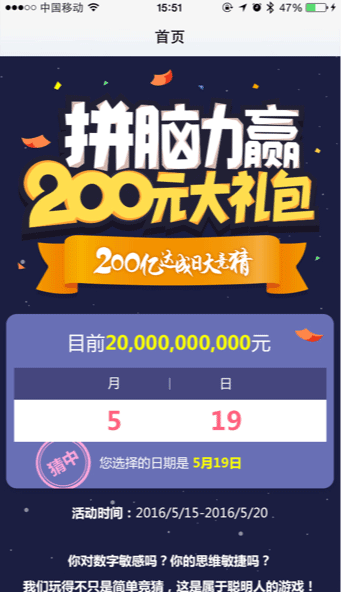 中国移动 15:51 47%
首页
拼脑力赢
200元大礼包
200亿达成日大竞猜
目前20,000,000,000元
月 | 日
5 19
猜中
您选择的日期是 5月19日
活动时间：2016/5/15-2016/5/20 .
你对数字敏感吗？你的思维敏捷吗？
我们玩得不只是简单竞猜，这是属于聪明人的游戏！